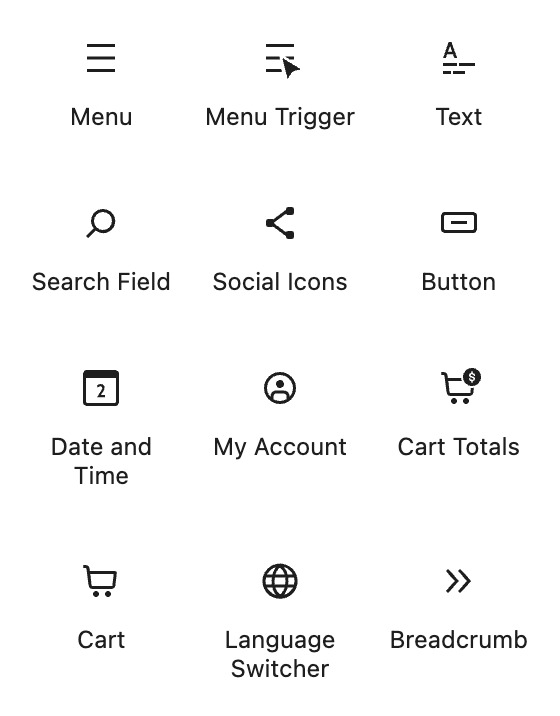 Menu
Menu Trigger
A
Text
Search Field
Social Icons
Button
2
Date and
Time
My Account
$
Cart Totals
Cart
Language
Switcher
Breadcrumb